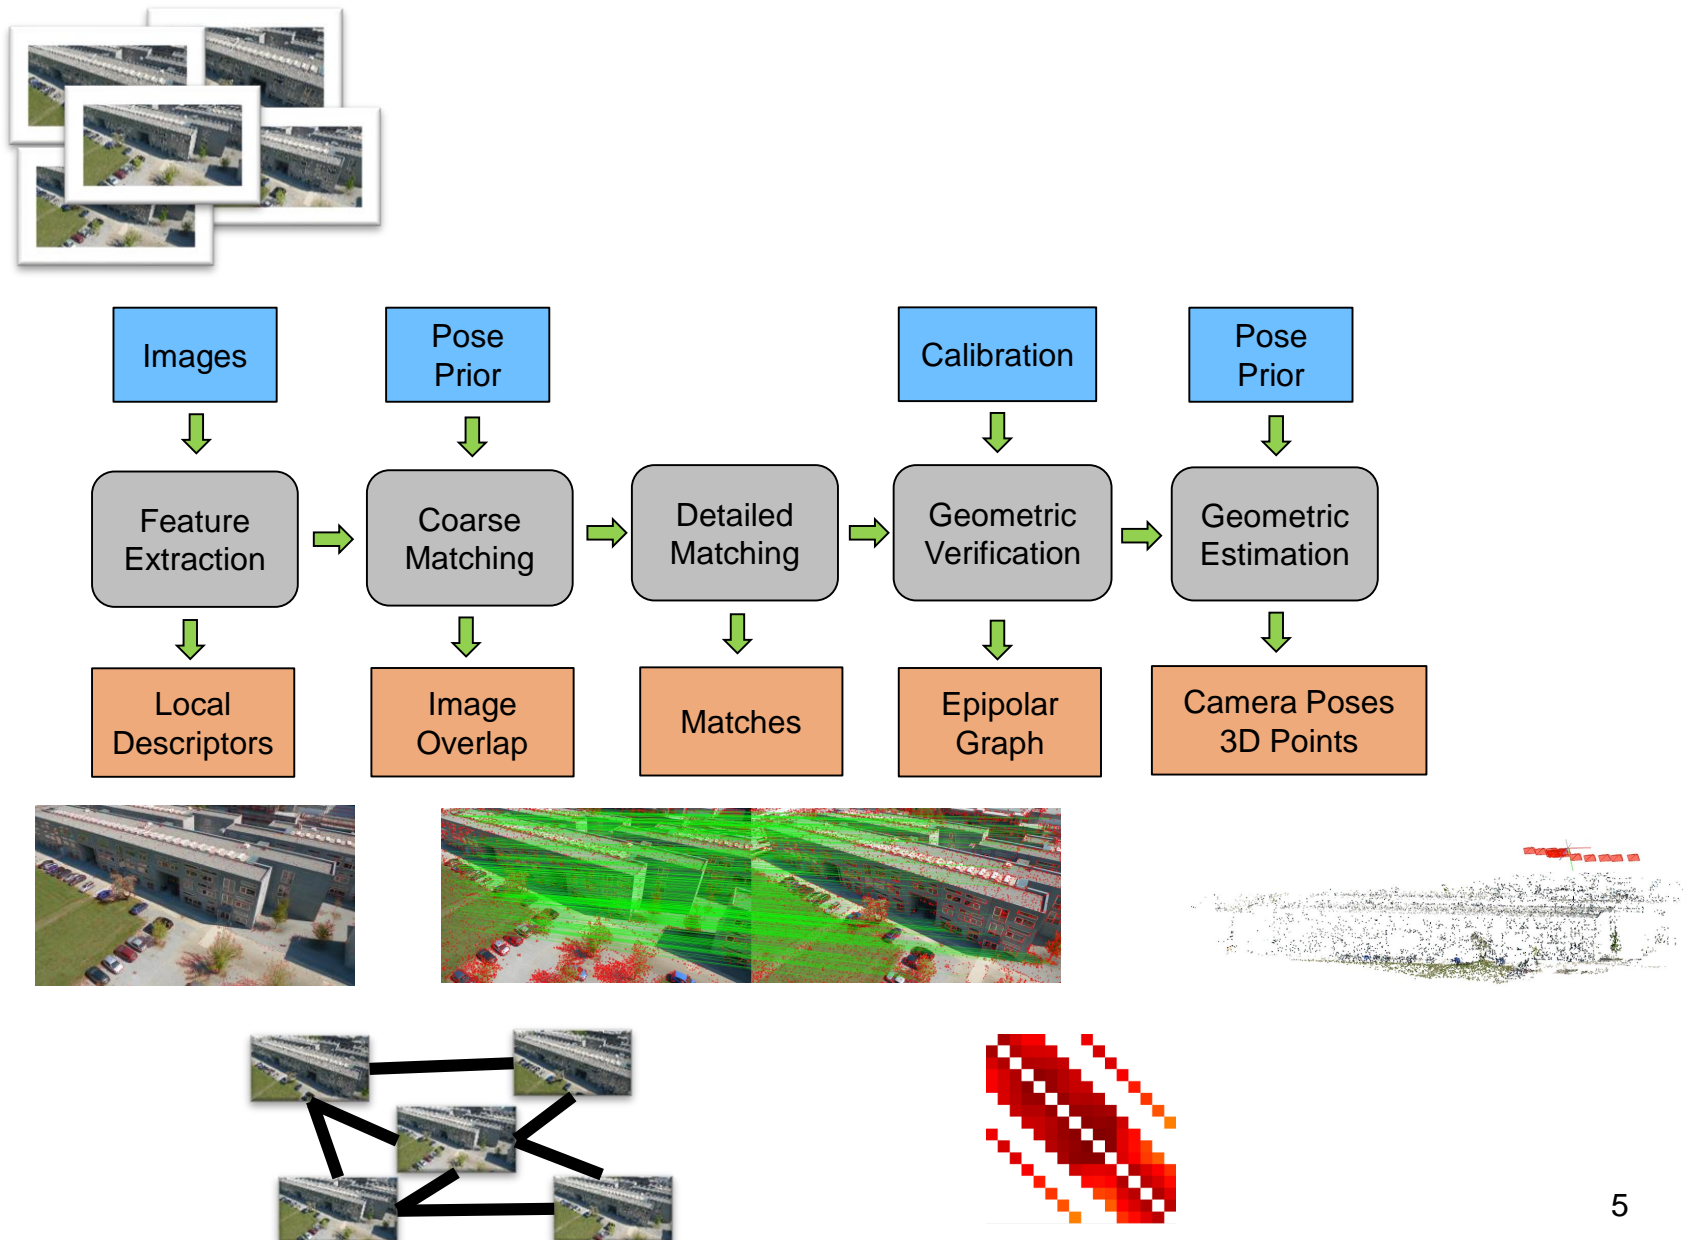 Images
Pose
Prior
Calibration
Pose
Prior
Feature
Extraction
Coarse
Matching
Detailed
Matching
Geometric
Verification
Geometric
Estimation
Local
Descriptors
Image
Overlap
Matches
Epipolar
Graph
Camera Poses
3D Points
5